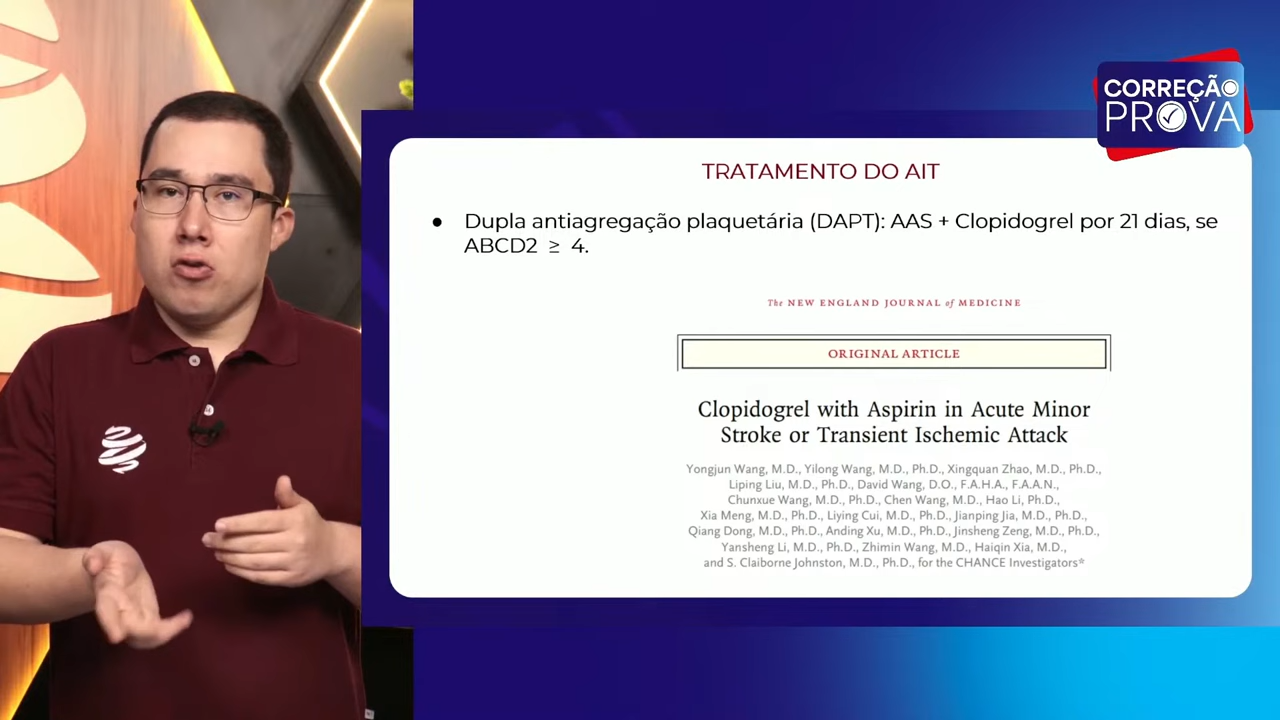 CORREÇÃO
PROVA
TRATAMENTO DO AIT
● Dupla antiagregação plaquetária (DAPT): AAS + Clopidogrel por 21 dias, se
ABCD2 ≥ 4.
The NEW ENGLAND JOURNAL of MEDICINE
ORIGINAL ARTICLE
Clopidogrel with Aspirin in Acute Minor
Stroke or Transient Ischemic Attack
Yongjun Wang, M.D., Yilong Wang, M.D., Ph.D., Xingquan Zhao, M.D., Ph.D.,
Liping Liu, M.D., Ph.D., David Wang, D.O., F.A.H.A., F.A.A.N.,
Chunxue Wang, M.D., Ph.D., Chen Wang, M.D., Hao Li, Ph.D.,
Xia Meng, M.D., Ph.D., Liying Cui, M.D., Ph.D., Jianping Jia, M.D., Ph.D.,
Qiang Dong, M.D., Ph.D., Anding Xu, M.D., Ph.D., Jinsheng Zeng, M.D., Ph.D.,
Yansheng Li, M.D., Ph.D., Zhimin Wang, M.D., Haiqin Xia, M.D.,
and S. Claiborne Johnston, M.D., Ph.D., for the CHANCE Investigators*